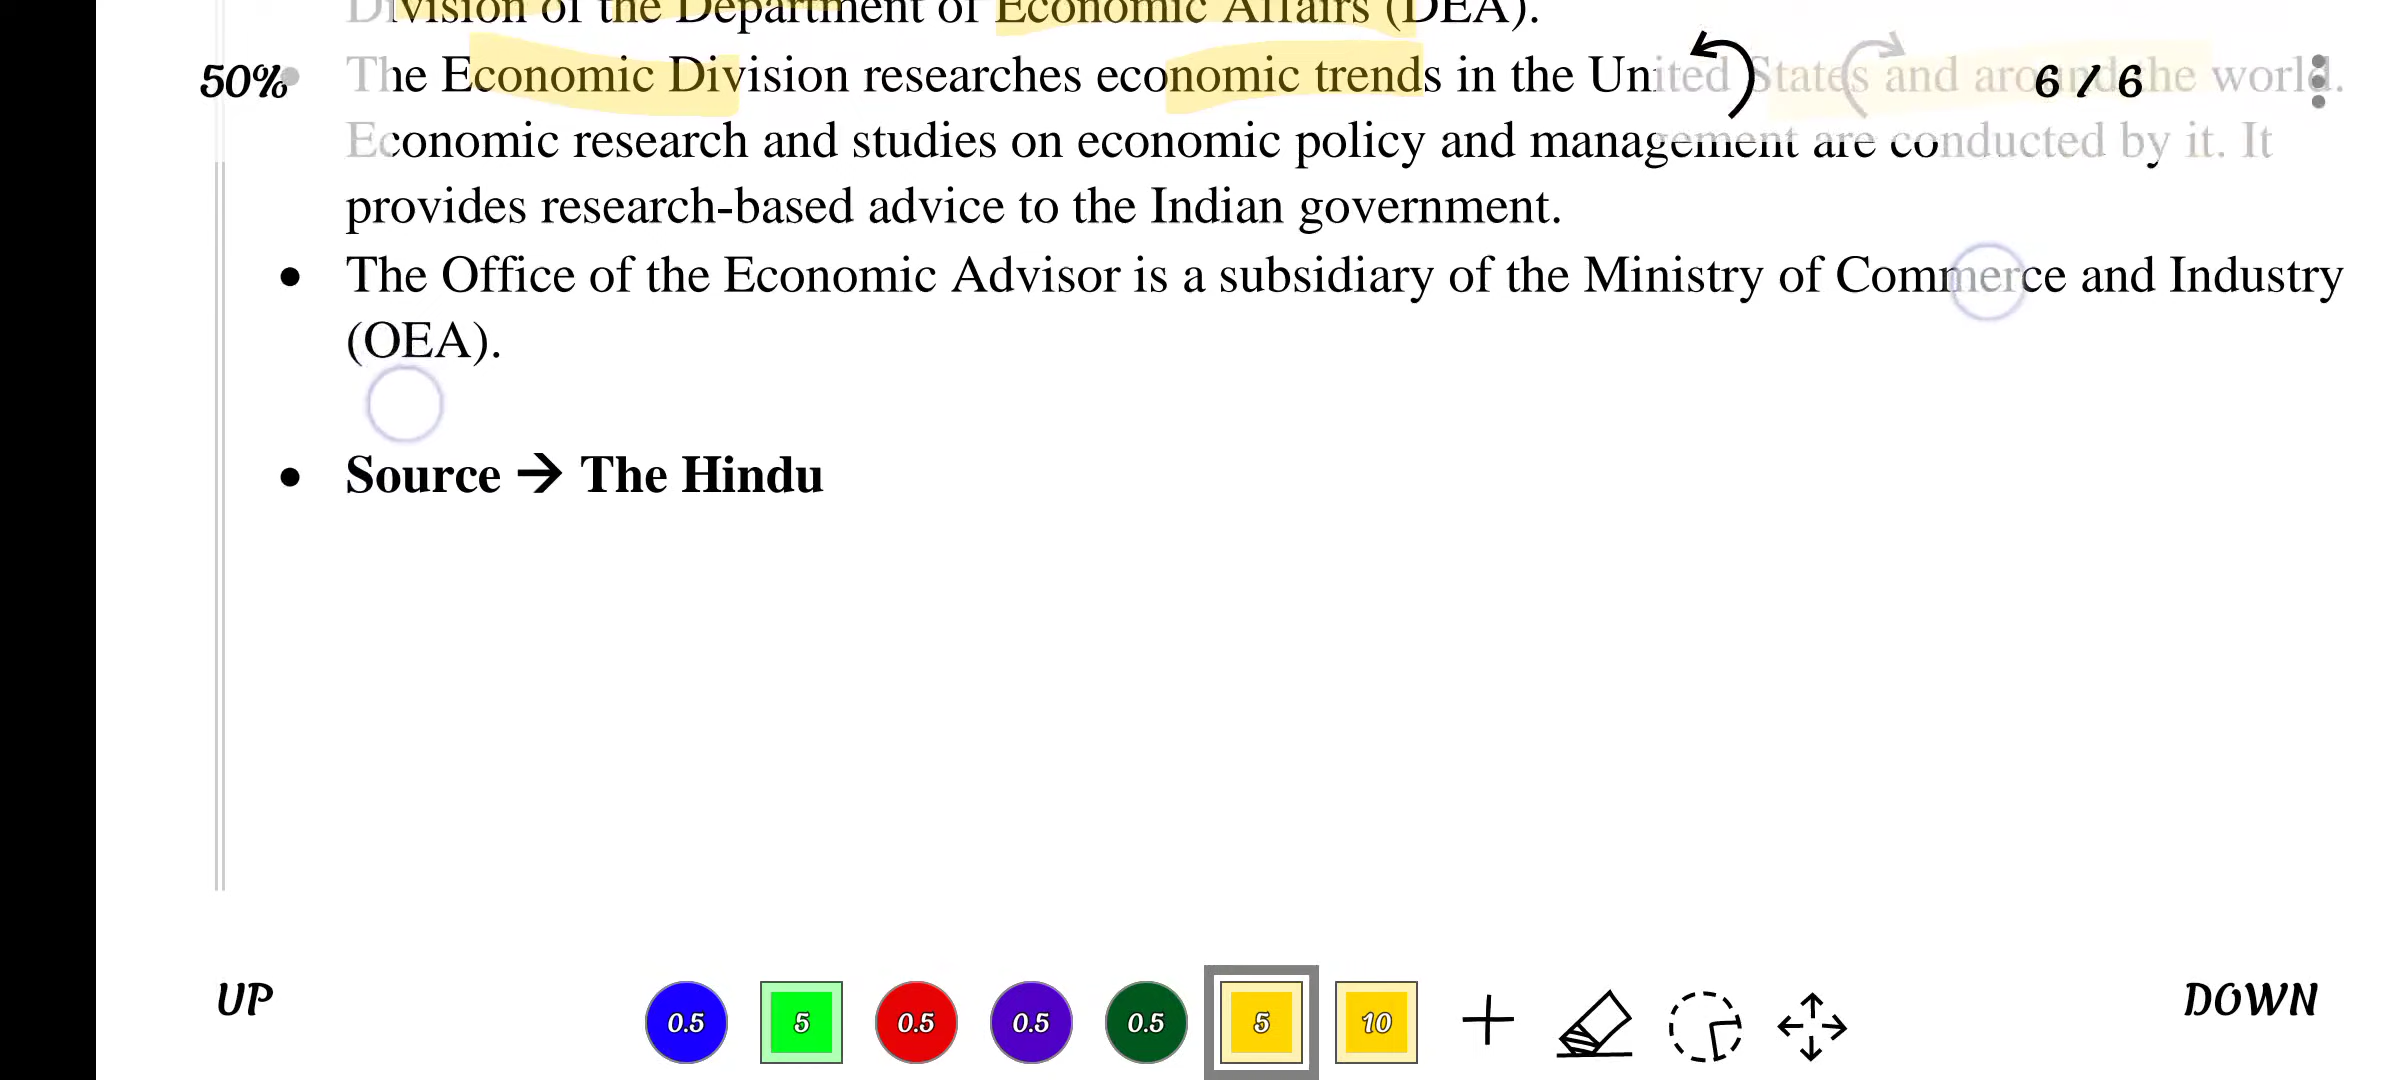 Division of the Department of Economic Affairs (DEA).
50% The Economic Division researches economic trends in the United States and around the world. 6 / 6
Economic research and studies on economic policy and management are conducted by it. It
provides research-based advice to the Indian government.
• The Office of the Economic Advisor is a subsidiary of the Ministry of Commerce and Industry
(OEA).
• Source → The Hindu
UP 0.5 5 0.5 0.5 0.5 5 10 DOWN